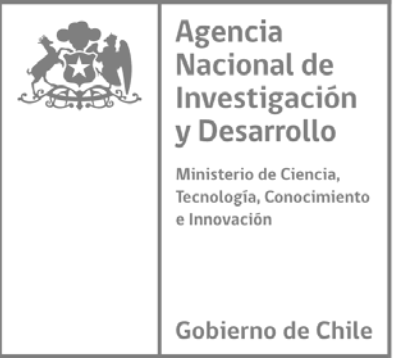 Agencia
Nacional de
Investigación
y Desarrollo
Ministerio de Ciencia,
Tecnología, Conocimiento
e Innovación
Gobierno de Chile